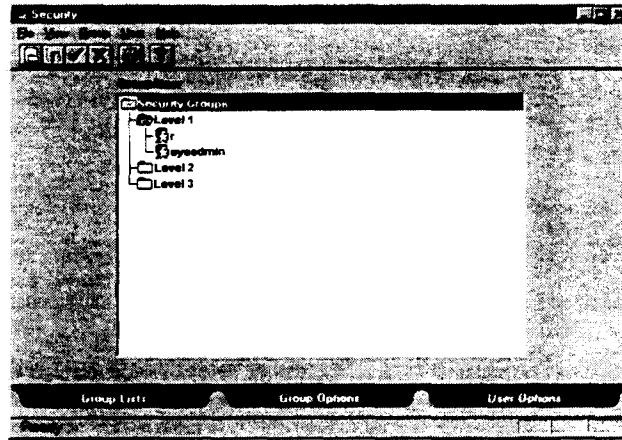 Security
Security Groups
Level 1
r
sysadmin
Level 2
Level 3
Group Lists
Group Options
User Options